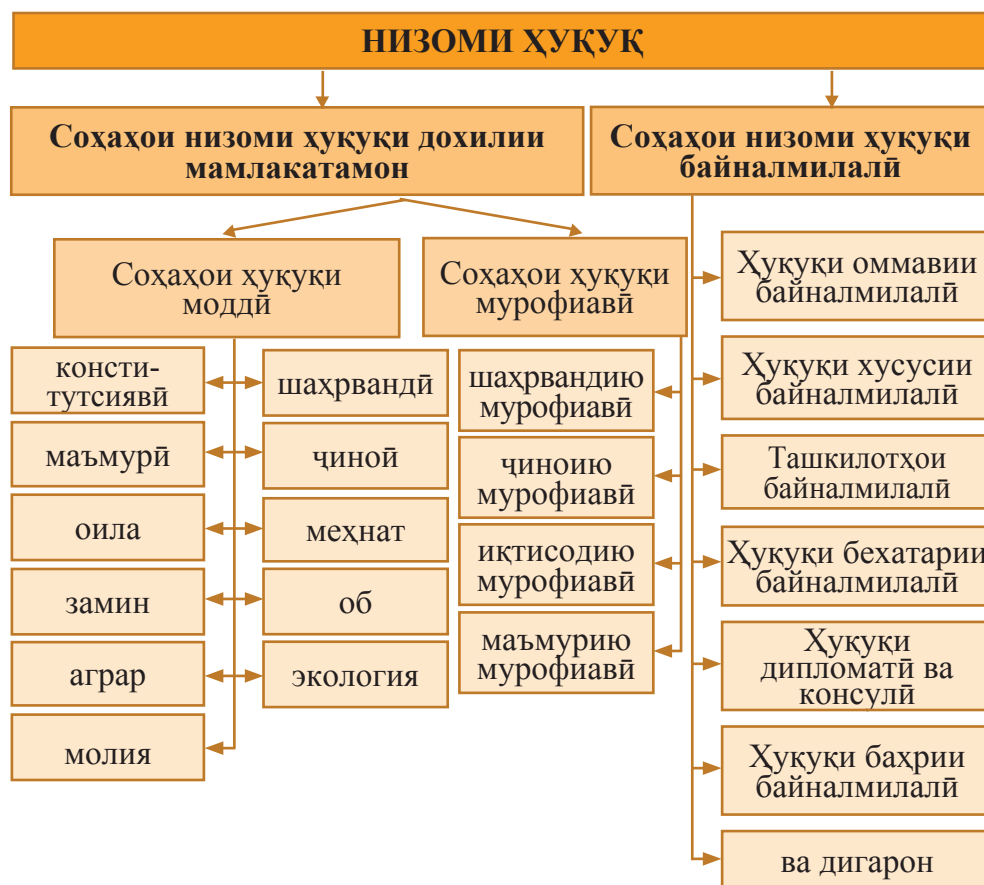 НИЗОМИ ҲУҚУҚ
Соҳаҳои низоми ҳуқуқи дохилии
мамлакатамон
Соҳаҳои низоми ҳуқуқи
байналмилалӣ
Соҳаҳои ҳуқуқи
моддӣ
Соҳаҳои ҳуқуқи
мурофиавӣ
консти-
тутсиявӣ
маъмурӣ
оила
замин
аграр
молия
шаҳрвандӣ
ҷиноӣ
меҳнат
об
экология
шаҳрвандию
мурофиавӣ
ҷиноию
мурофиавӣ
иқтисодию
мурофиавӣ
маъмурию
мурофиавӣ
Ҳуқуқи оммавии
байналмилалӣ
Ҳуқуқи хусусии
байналмилалӣ
Ташкилотҳои
байналмилалӣ
Ҳуқуқи бехатарии
байналмилалӣ
Ҳуқуқи
дипломатӣ ва
консулӣ
Ҳуқуқи баҳрии
байналмилалӣ
ва дигарон